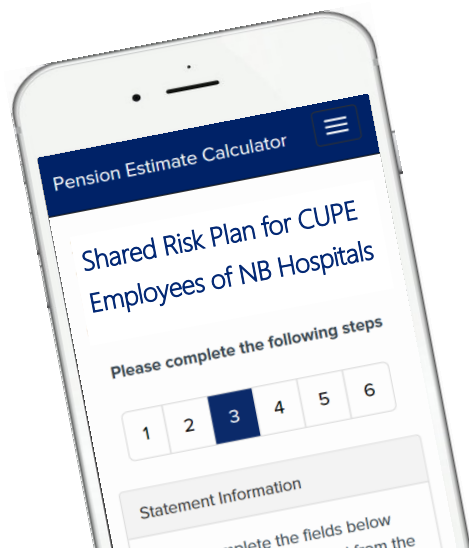 Pension Estimate Calculator
Shared Risk Plan for CUPE
Employees of NB Hospitals
Please complete the following steps
1 2 3 4 5 6
Statement Information
the fields below
from the